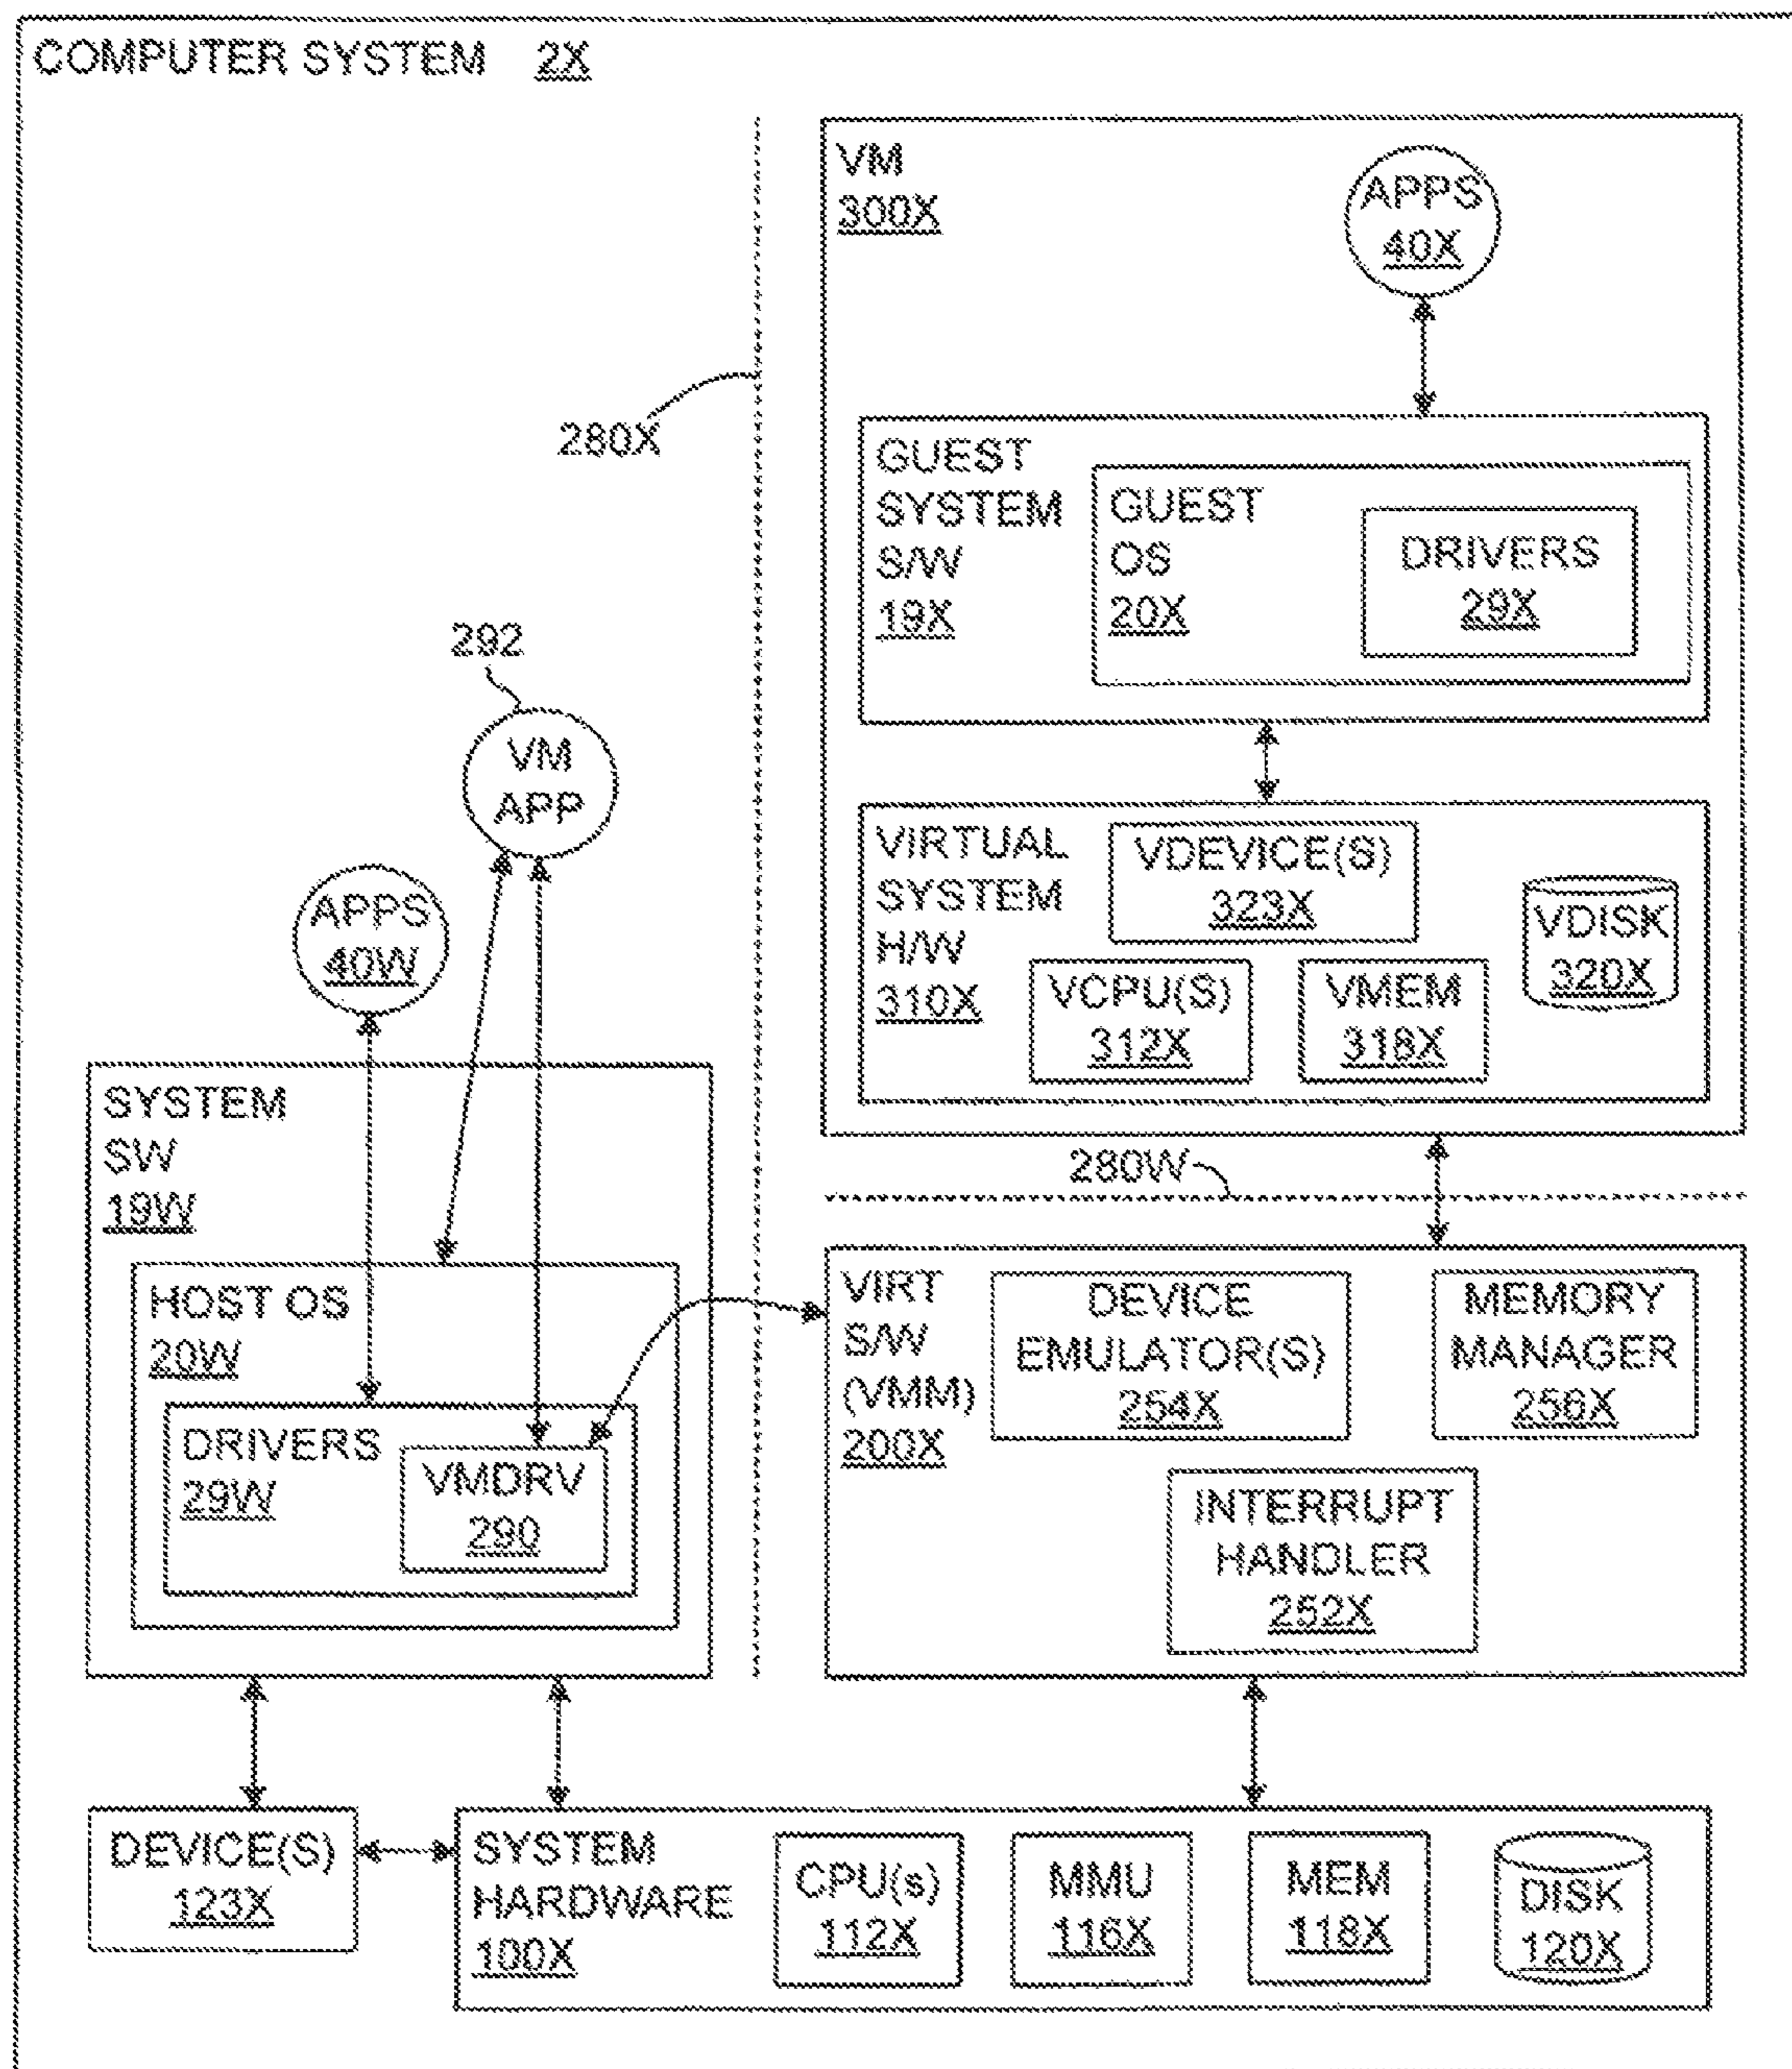 COMPUTER SYSTEM 2X
VM
300X
APPS
40X
280X
GUEST
SYSTEM
S/W
19X
GUEST
OS
20X
DRIVERS
29X
292
VM
APP
APPS
40W
VIRTUAL
SYSTEM
H/W
310X
VDEVICE(S)
323X
VCPU(S)
312X
VMEM
318X
VDISK
320X
SYSTEM
SW
19W
HOST OS
20W
DRIVERS
29W
VMDRV
290
280W
VIRT
S/W
(VMM)
200X
DEVICE
EMULATOR(S)
254X
MEMORY
MANAGER
256X
INTERRUPT
HANDLER
252X
DEVICE(S)
123X
SYSTEM
HARDWARE
100X
CPU(s)
112X
MMU
116X
MEM
118X
DISK
120X